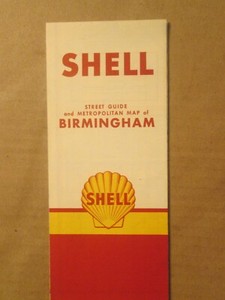 SHELL
STREET GUIDE
and METROPOLITAN MAP of
BIRMINGHAM
SHELL